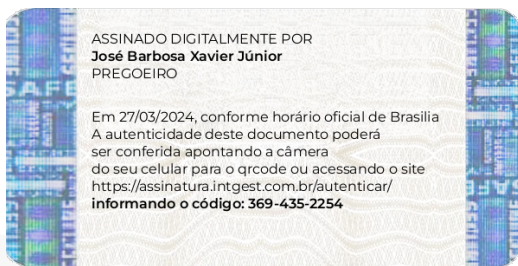 ASSINADO DIGITALMENTE POR
José Barbosa Xavier Júnior
PREGOEIRO
Em 27/03/2024, conforme horário oficial de Brasilia
A autenticidade deste documento poderá
ser conferida apontando a câmera
do seu celular para o qrcode ou acessando o site
https://assinatura.intgest.com.br/autenticar/
informando o código: 369-435-2254